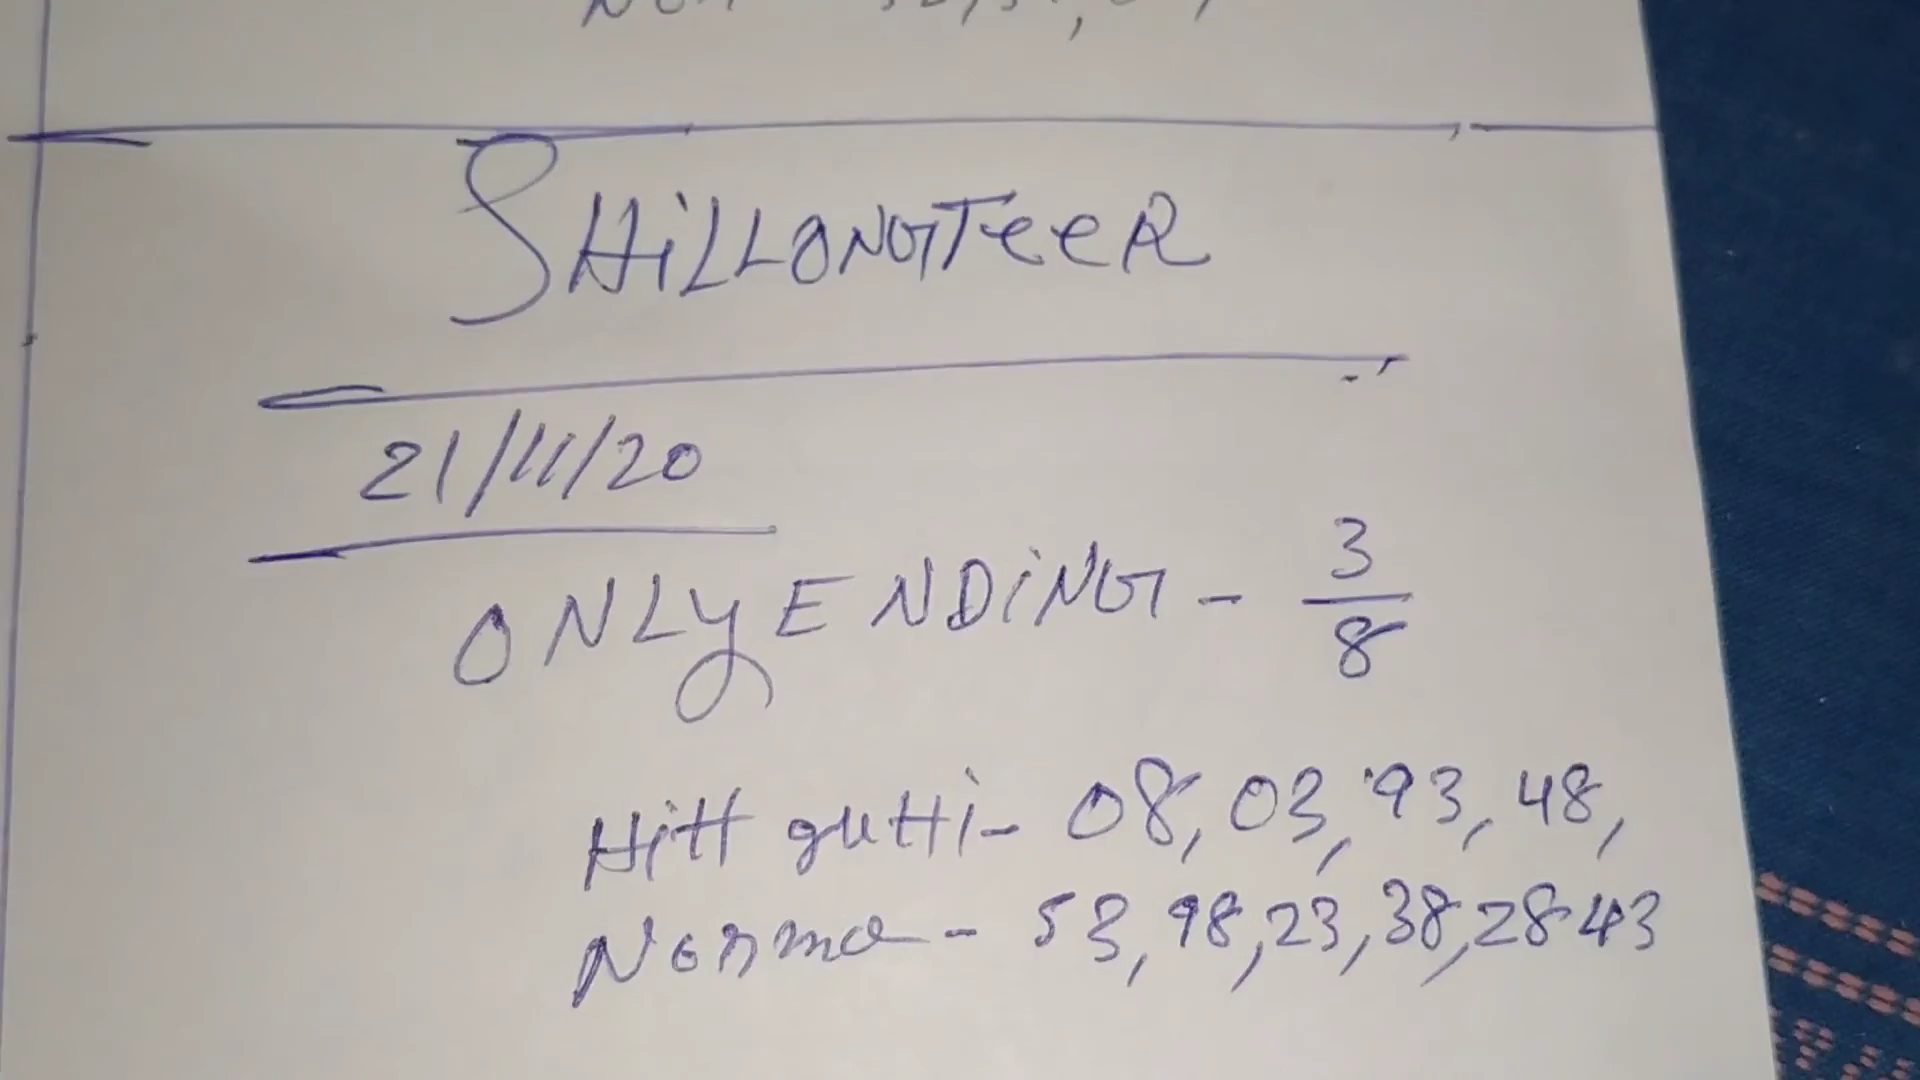 SHiLLONGTeeR
21/11/20
ONLY ENDiNG - 3/8
Hitt gutti - 08, 03, 93, 48,
Normal - 53, 98, 23, 38, 28 43